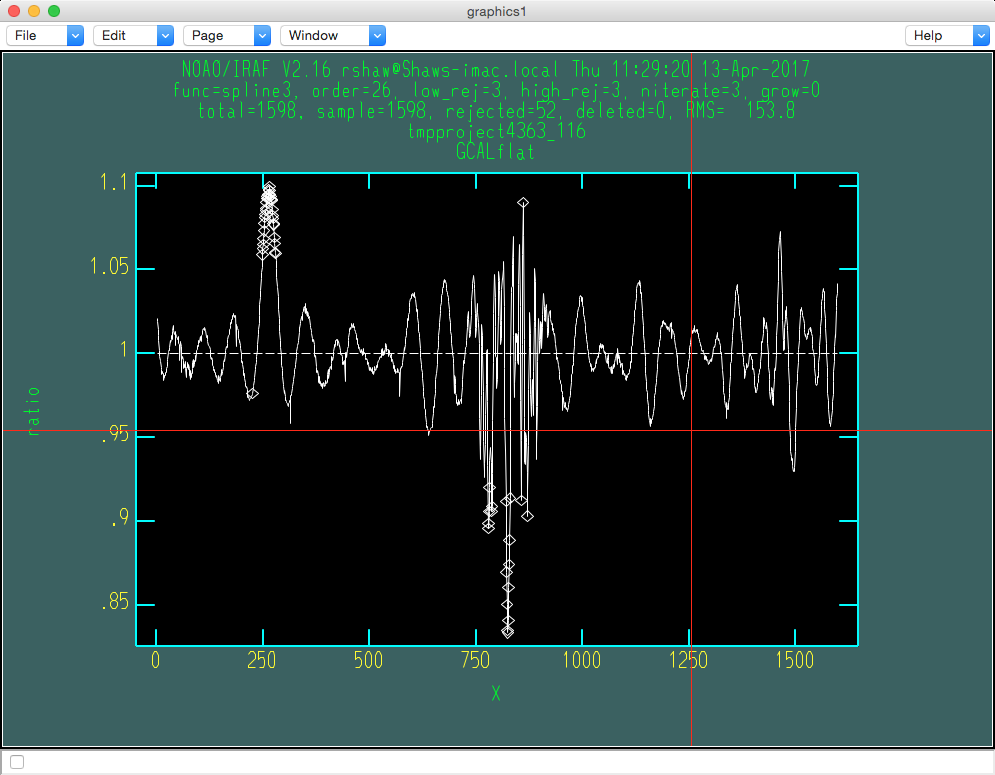 graphics1
File Edit Page Window Help
NOAO/IRAF V2.16 rshaw@Shaws-imac.local Thu 11:29:20 13-Apr-2017
func=spline3, order=26, low_rej=3, high_rej=3, niterate=3, grow=0
total=1598, sample=1598, rejected=52, deleted=0, RMS= 153.8
tmpproject4363_116
GCALflat
1.1
1.05
1
ratio
.95
.9
.85
0 250 500 750 1000 1250 1500
X